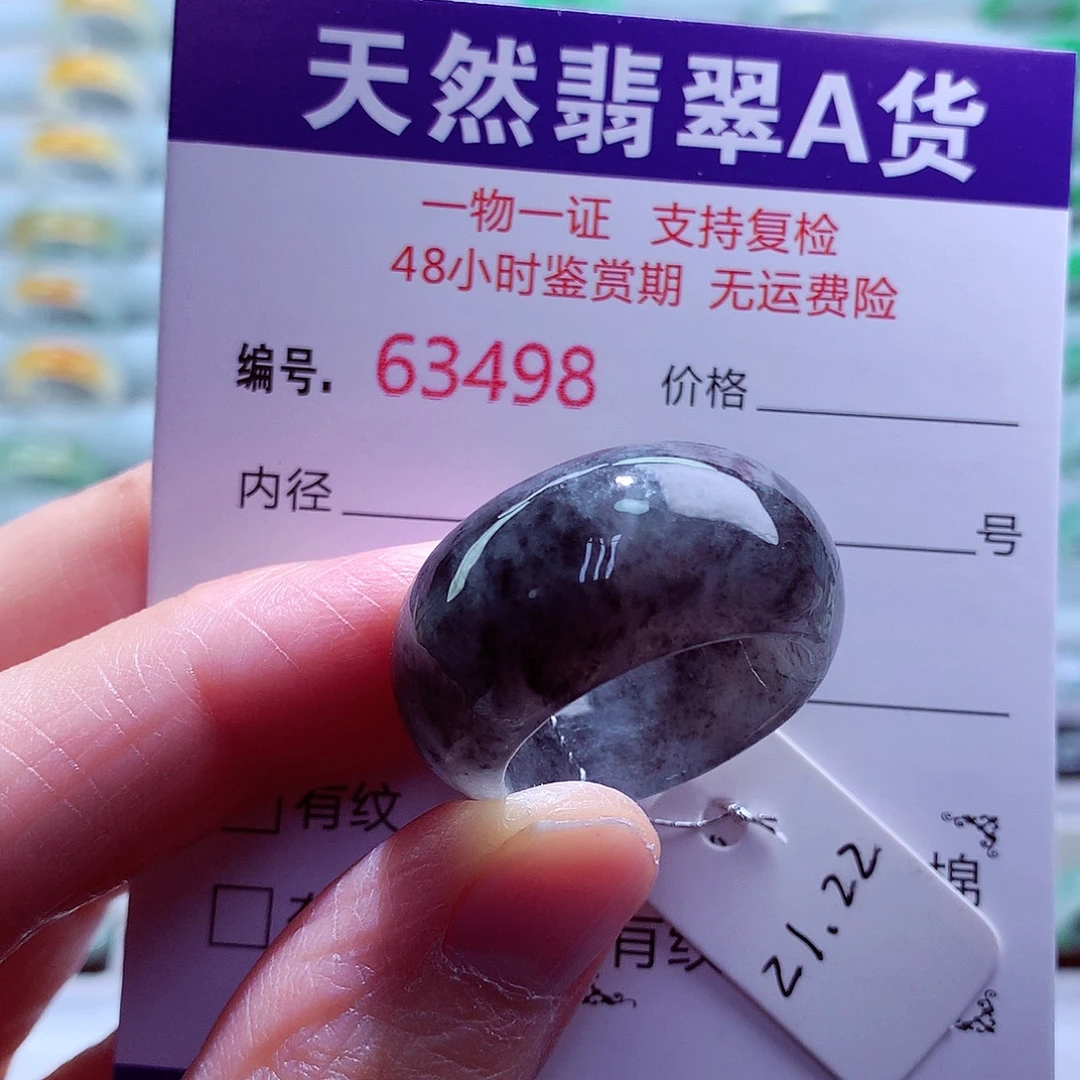 天然翡翠A货
一物一证 支持复检
48小时鉴赏期 无运费险
编号. 63498 价格
内径 号
有纹
棉
有纹
21.22